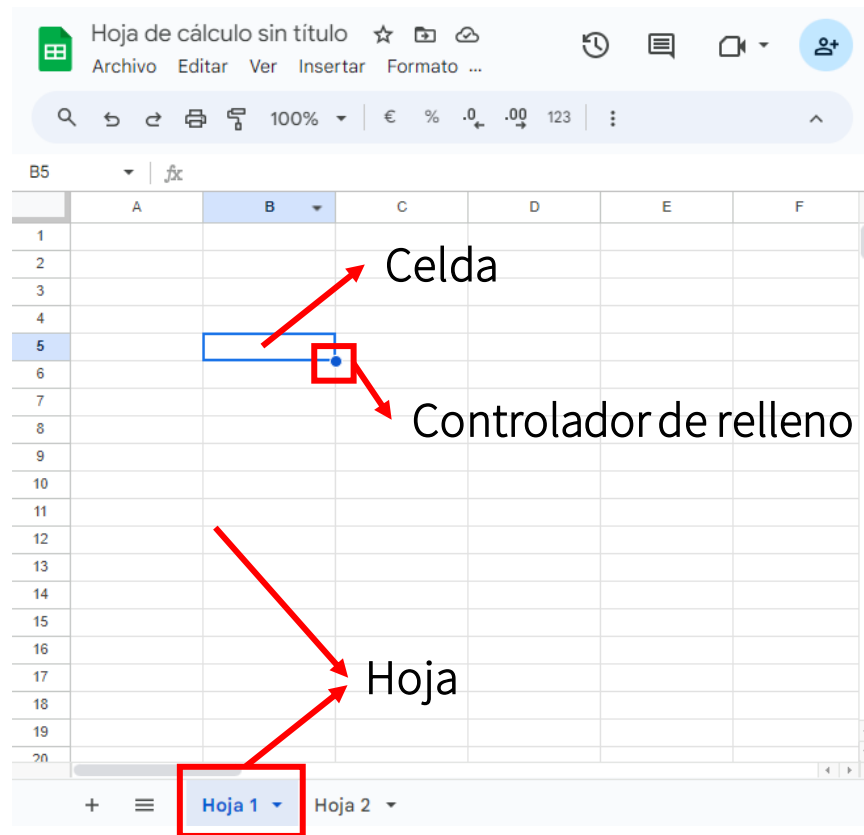 Hoja de cálculo sin título
Archivo Editar Ver Insertar Formato ...
100% € % .0 .00 123
B5 fx
A B C D E F
1
2
Celda
3
4
5
6
7
Controlador de relleno
8
9
10
11
12
13
14
15
16
17
Hoja
18
19
20
Hoja 1 Hoja 2